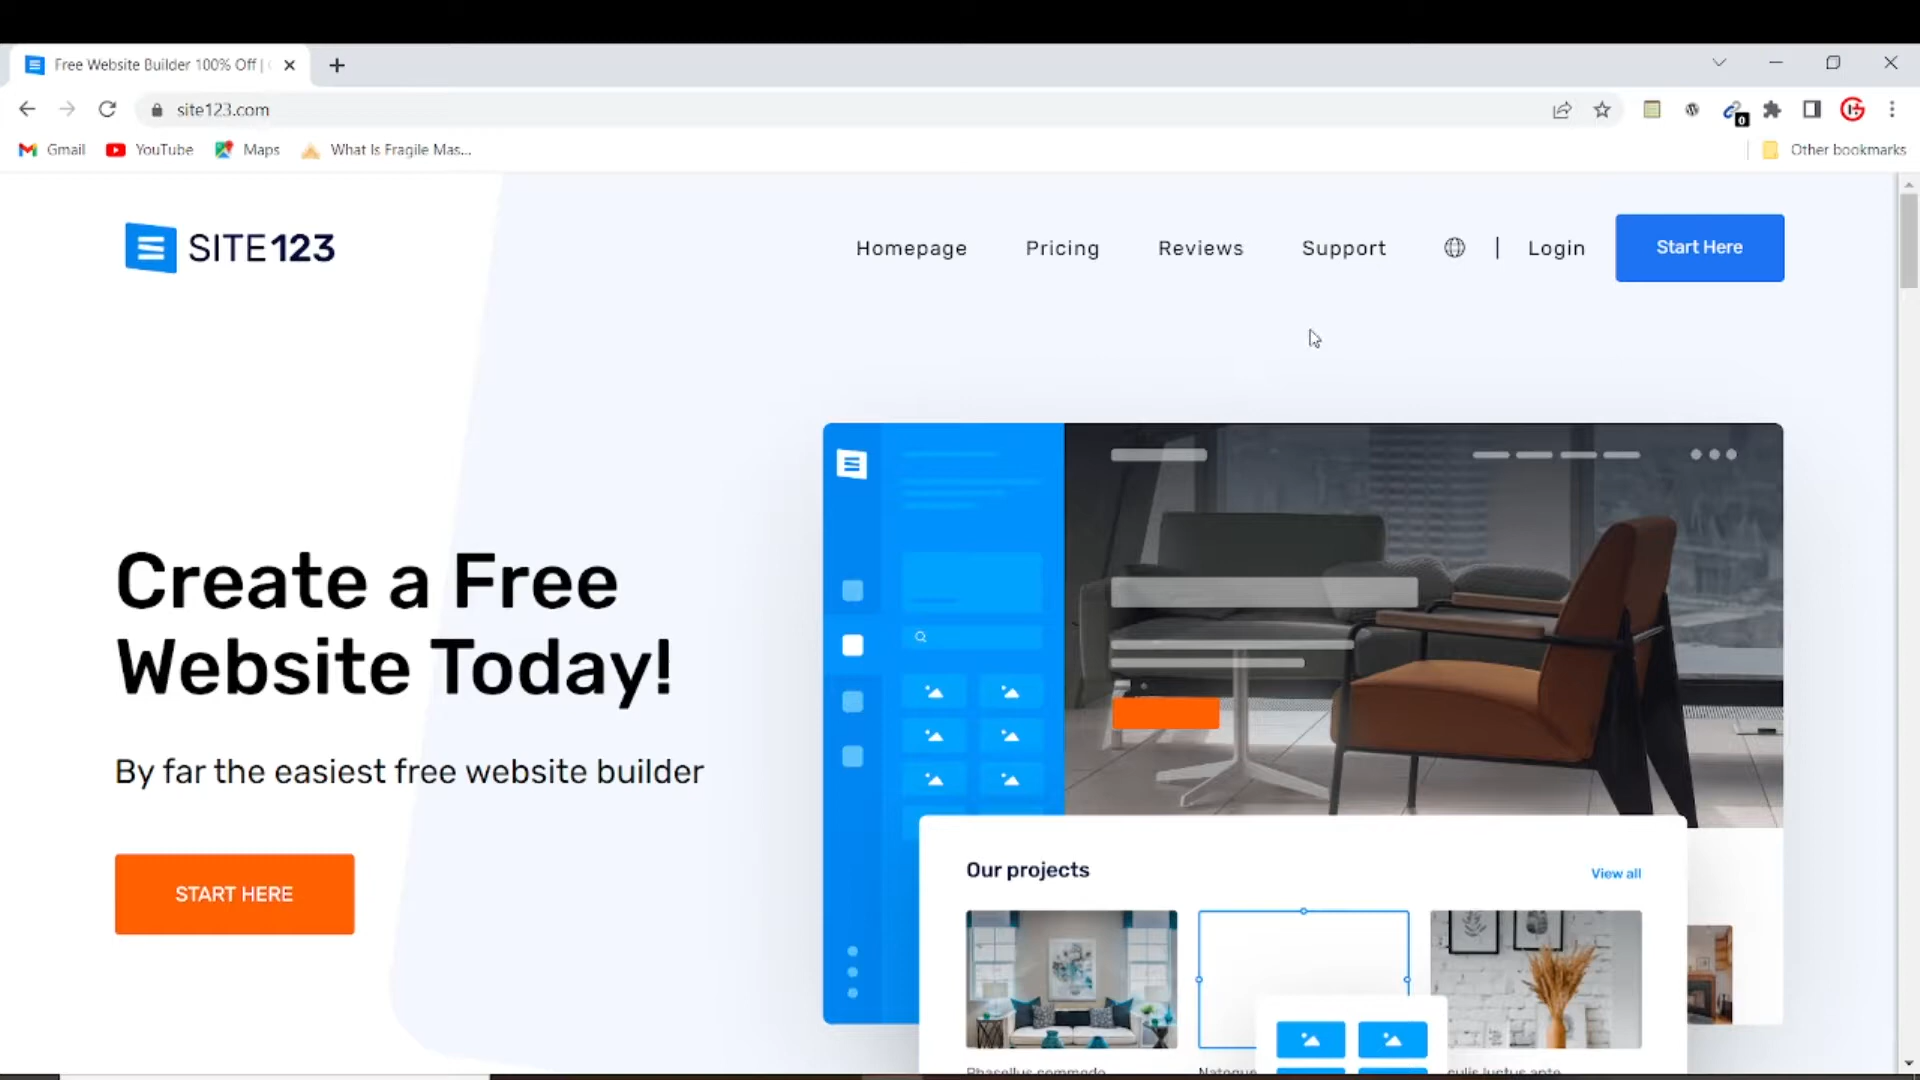 Free Website Builder 100% Off |
site123.com
0
Gmail
YouTube
Maps
What Is Fragile Mas...
Other bookmarks
SITE123
Homepage
Pricing
Reviews
Support
Login
Start Here
Create a Free
Website Today!
By far the easiest free website builder
START HERE
Our projects
View all